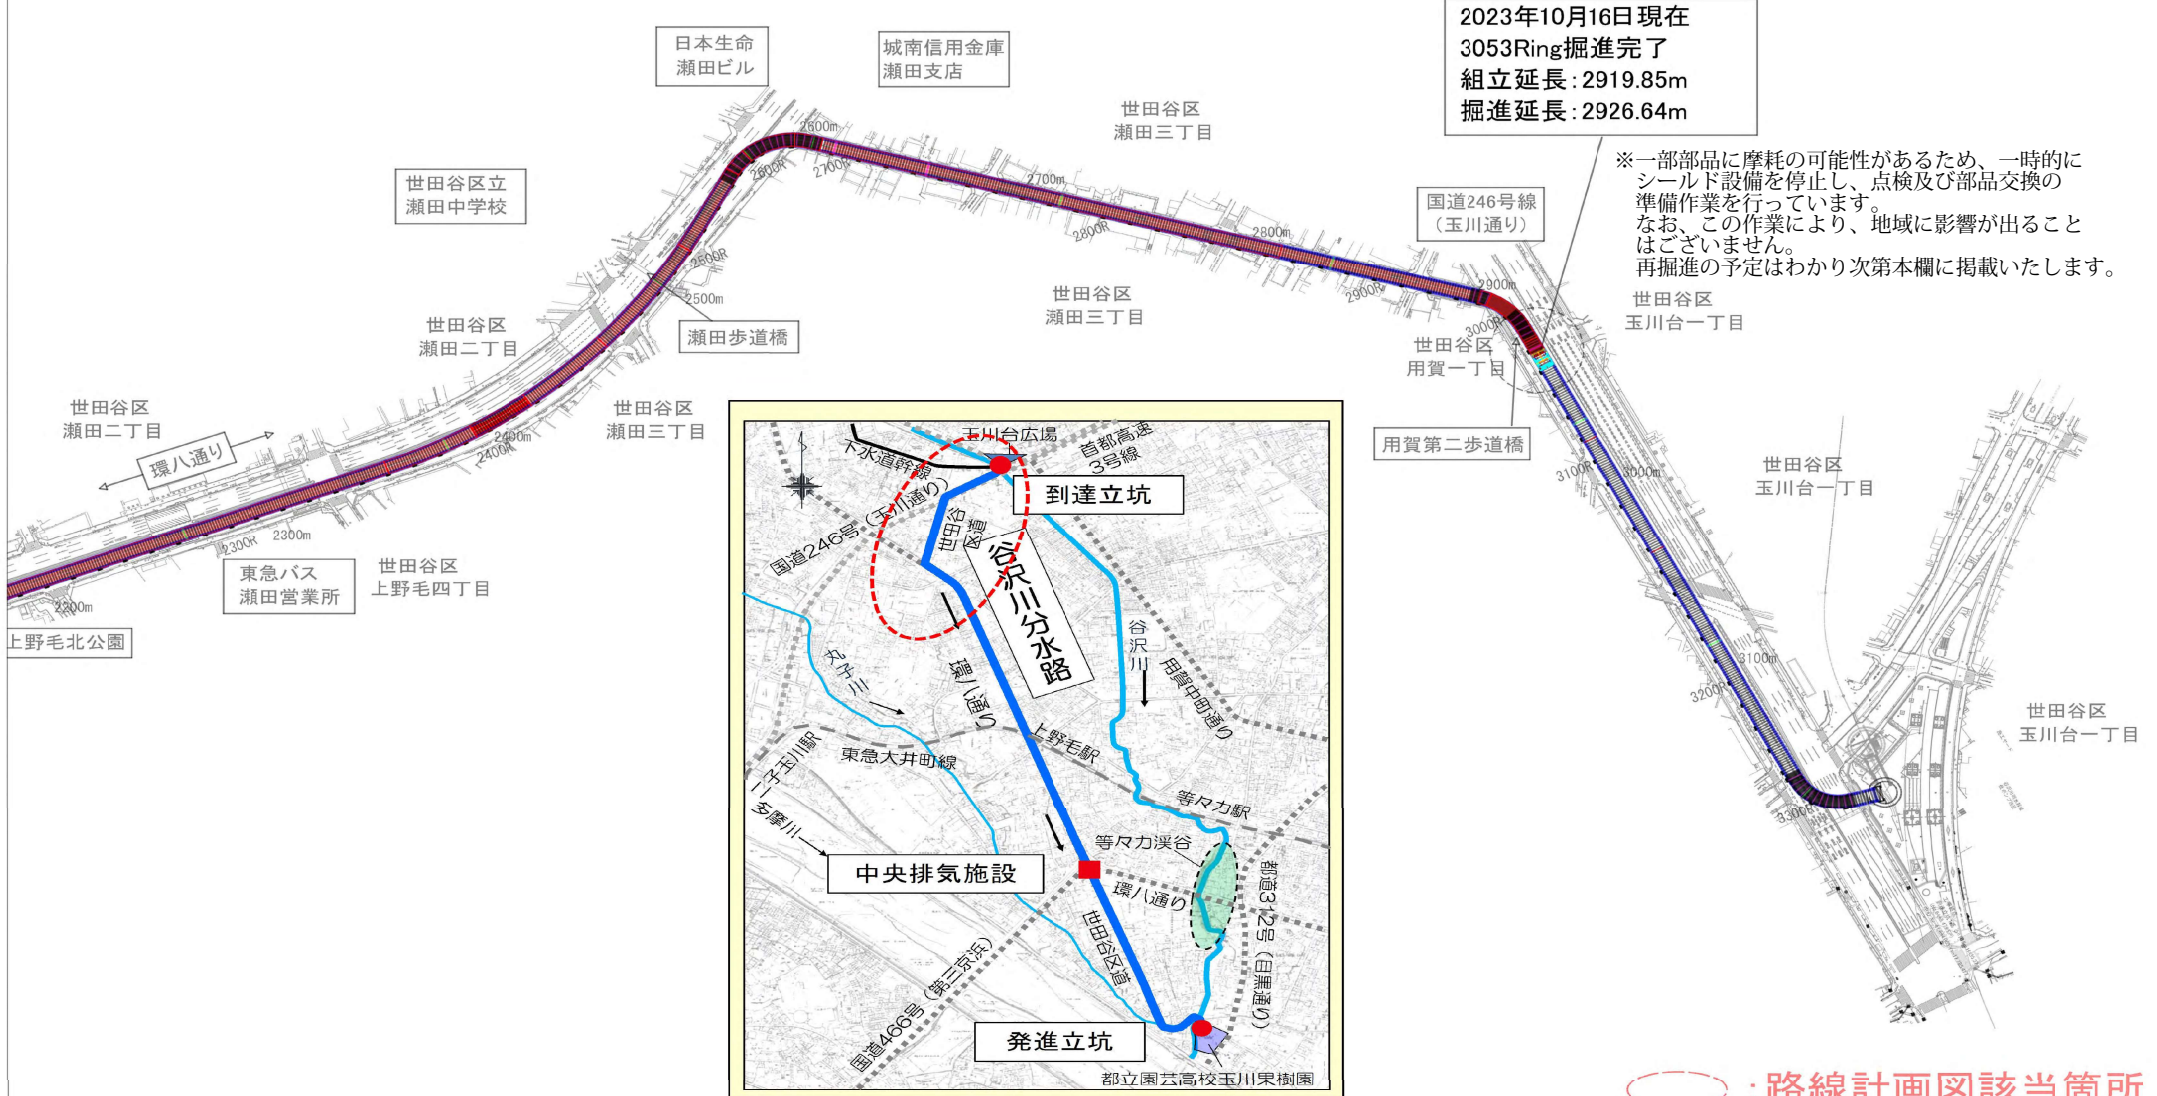 2023年10月16日現在
3053Ring掘進完了
組立延長：2919.85m
掘進延長：2926.64m
※一部部品に摩耗の可能性があるため、一時的に
シールド設備を停止し、点検及び部品交換の
準備作業を行っています。
なお、この作業により、地域に影響が出ること
はございません。
再掘進の予定はわかり次第本欄に掲載いたします。
日本生命
瀬田ビル
城南信用金庫
瀬田支店
世田谷区
瀬田三丁目
世田谷区立
瀬田中学校
国道246号線
（玉川通り）
2600m
2600R
2700R
2700m
2800R
2800m
2900R
2900m
3000R
2500R
2500m
世田谷区
瀬田二丁目
瀬田歩道橋
世田谷区
瀬田三丁目
世田谷区
用賀一丁目
世田谷区
玉川台一丁目
世田谷区
瀬田二丁目
環八通り
世田谷区
瀬田三丁目
2400m
2400R
用賀第二歩道橋
3100R
3000m
世田谷区
玉川台一丁目
2300R
2300m
東急バス
瀬田営業所
世田谷区
上野毛四丁目
2200m
上野毛北公園
3100m
3200R
世田谷区
玉川台一丁目
3300R
玉川台広場
下水道幹線
首都高速
3号線
到達立坑
国道246号（玉川通り）
世田谷
区道
谷沢川分水路
谷沢川
用賀中町通り
丸子川
環八通り
上野毛駅
東急大井町線
二子玉川駅
多摩川
等々力駅
等々力渓谷
中央排気施設
環八通り
都道312号（目黒通り）
世田谷区道
国道466号（第三京浜）
発進立坑
都立園芸高校玉川果樹園
：路線計画図該当箇所